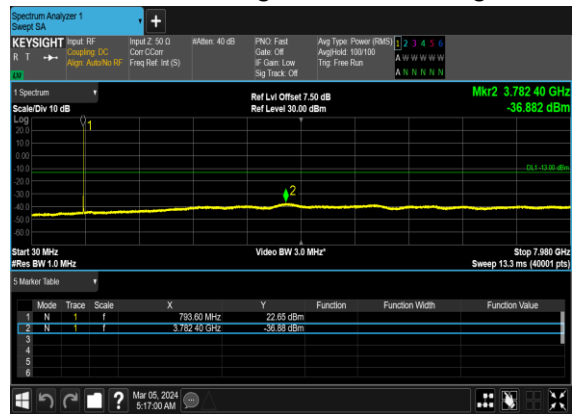 Spectrum Analyzer 1
Swept SA
+
KEYSIGHT Input: RF Input Z: 50 Ω #Atten: 40 dB PNO: Fast Avg Type: Power (RMS) 1 2 3 4 5 6
R T Coupling: DC Corr CCorr Gate: Off Avg|Hold: 100/100 A W W W W W
Align: Auto/No RF Freq Ref: Int (S) IF Gain: Low Trig: Free Run
Sig Track: Off A N N N N N
1 Spectrum
Ref Lvl Offset 7.50 dB Mkr2 3.782 40 GHz
Scale/Div 10 dB Ref Level 30.00 dBm -36.882 dBm
Log
1
20.0
10.0
0.00
-10.0
DL1 -13.00 dBm
-20.0
-30.0
2
-40.0
-50.0
-60.0
Start 30 MHz Video BW 3.0 MHz* Stop 7.980 GHz
#Res BW 1.0 MHz Sweep 13.3 ms (40001 pts)
5 Marker Table
Mode Trace Scale X Y Function Function Width Function Value
1 N 1 f 793.60 MHz 22.65 dBm
2 N 1 f 3.782 40 GHz -36.88 dBm
3
4
5
6
? Mar 05, 2024
5:17:00 AM